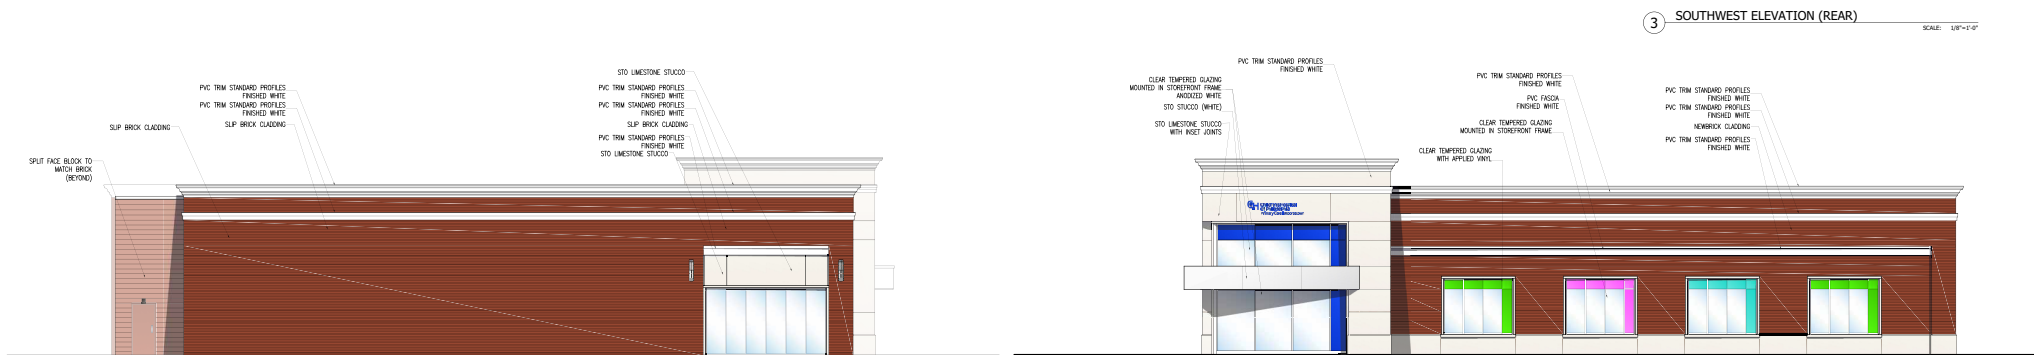 3 SOUTHWEST ELEVATION (REAR)
SCALE: 1/8"=1'-0"
STO LIMESTONE STUCCO
PVC TRIM STANDARD PROFILES
FINISHED WHITE
PVC TRIM STANDARD PROFILES
FINISHED WHITE
SLIP BRICK CLADDING
PVC TRIM STANDARD PROFILES
FINISHED WHITE
STO LIMESTONE STUCCO
PVC TRIM STANDARD PROFILES
FINISHED WHITE
PVC TRIM STANDARD PROFILES
FINISHED WHITE
SLIP BRICK CLADDING
SLIP BRICK CLADDING
SPLIT FACE BLOCK TO
MATCH BRICK
(BEYOND)
PVC TRIM STANDARD PROFILES
FINISHED WHITE
CLEAR TEMPERED GLAZING
MOUNTED IN STOREFRONT FRAME
ANODIZED WHITE
STO STUCCO (WHITE)
STO LIMESTONE STUCCO
WITH INSET JOINTS
PVC TRIM STANDARD PROFILES
FINISHED WHITE
PVC FASCIA
FINISHED WHITE
CLEAR TEMPERED GLAZING
MOUNTED IN STOREFRONT FRAME
CLEAR TEMPERED GLAZING
WITH APPLIED VINYL
PVC TRIM STANDARD PROFILES
FINISHED WHITE
PVC TRIM STANDARD PROFILES
FINISHED WHITE
NEWBRICK CLADDING
PVC TRIM STANDARD PROFILES
FINISHED WHITE
Children's Hospital
of Philadelphia